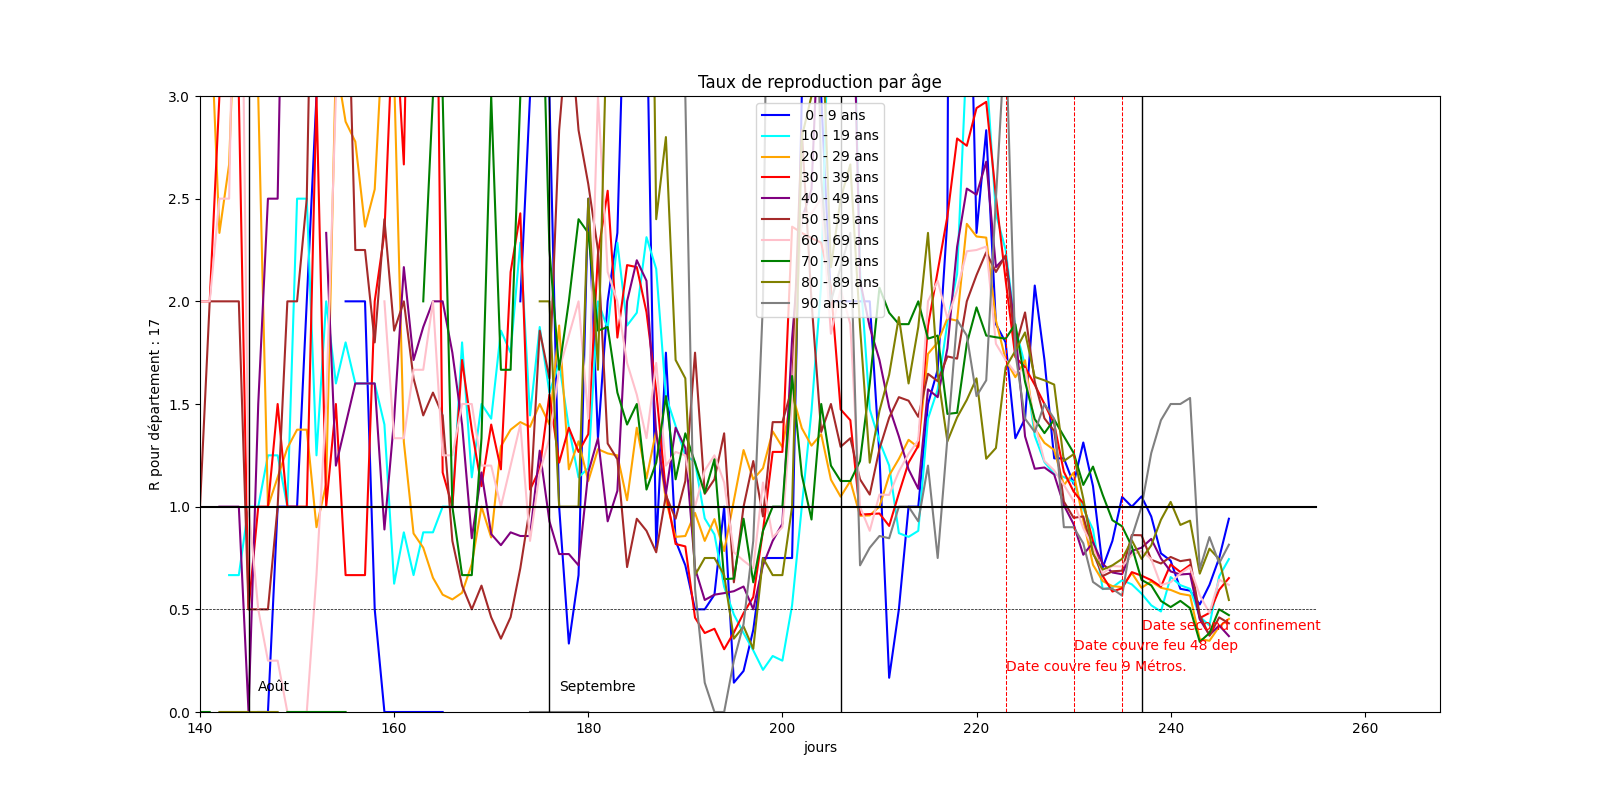 Taux de reproduction par âge
3.0
2.5
2.0
1.5
1.0
0.5
0.0
R pour département : 17
0 - 9 ans
10 - 19 ans
20 - 29 ans
30 - 39 ans
40 - 49 ans
50 - 59 ans
60 - 69 ans
70 - 79 ans
80 - 89 ans
90 ans+
Date second confinement
Date couvre feu 48 dep
Date couvre feu 9 Métros.
Août
Septembre
140
160
180
200
220
240
260
jours